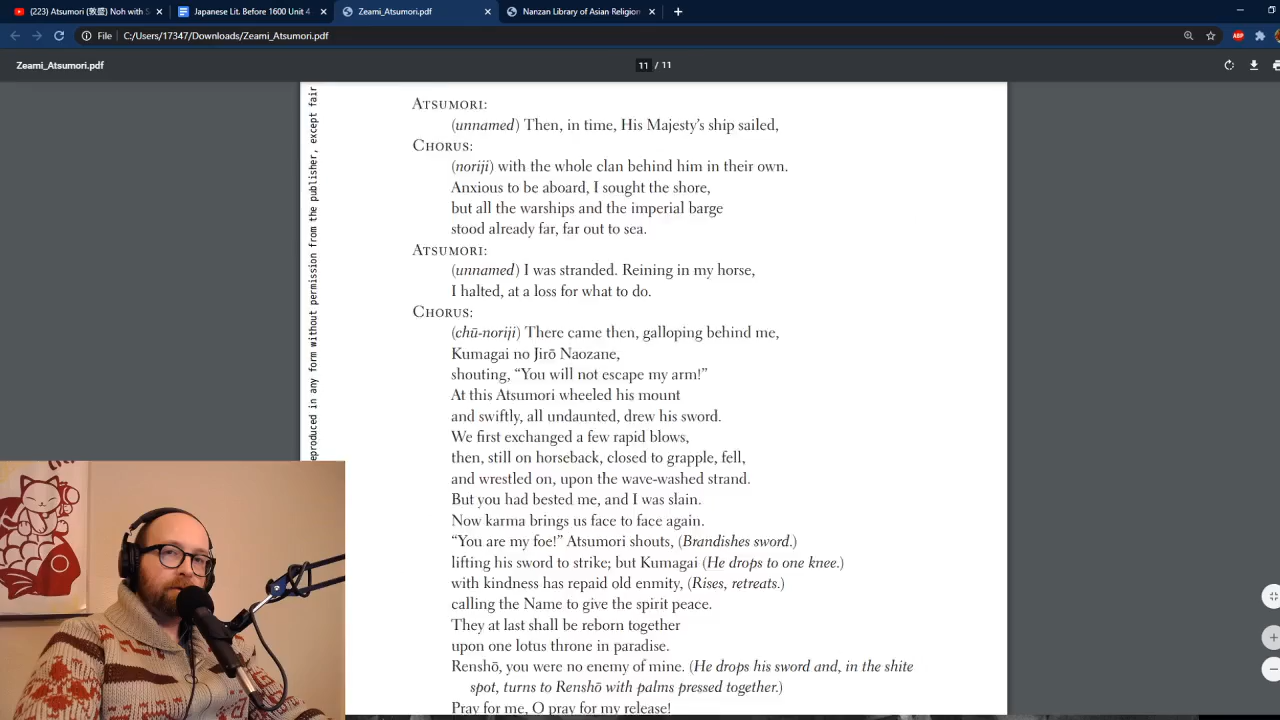 (223) Atsumori (敦盛) Noh with S
Japanese Lit. Before 1600 Unit 4
Zeami_Atsumori.pdf
Nanzan Library of Asian Religion
File
C:/Users/17347/Downloads/Zeami_Atsumori.pdf
ABP
Zeami_Atsumori.pdf
11 / 11
eproduced in any form without permission from the publisher, except fair
ATSUMORI:
(unnamed) Then, in time, His Majesty’s ship sailed,
CHORUS:
(noriji) with the whole clan behind him in their own.
Anxious to be aboard, I sought the shore,
but all the warships and the imperial barge
stood already far, far out to sea.
ATSUMORI:
(unnamed) I was stranded. Reining in my horse,
I halted, at a loss for what to do.
CHORUS:
(chū-noriji) There came then, galloping behind me,
Kumagai no Jirō Naozane,
shouting, “You will not escape my arm!”
At this Atsumori wheeled his mount
and swiftly, all undaunted, drew his sword.
We first exchanged a few rapid blows,
then, still on horseback, closed to grapple, fell,
and wrestled on, upon the wave-washed strand.
But you had bested me, and I was slain.
Now karma brings us face to face again.
“You are my foe!” Atsumori shouts, (Brandishes sword.)
lifting his sword to strike; but Kumagai (He drops to one knee.)
with kindness has repaid old enmity, (Rises, retreats.)
calling the Name to give the spirit peace.
They at last shall be reborn together
upon one lotus throne in paradise.
Renshō, you were no enemy of mine. (He drops his sword and, in the shite
spot, turns to Renshō with palms pressed together.)
Pray for me, O pray for my release!